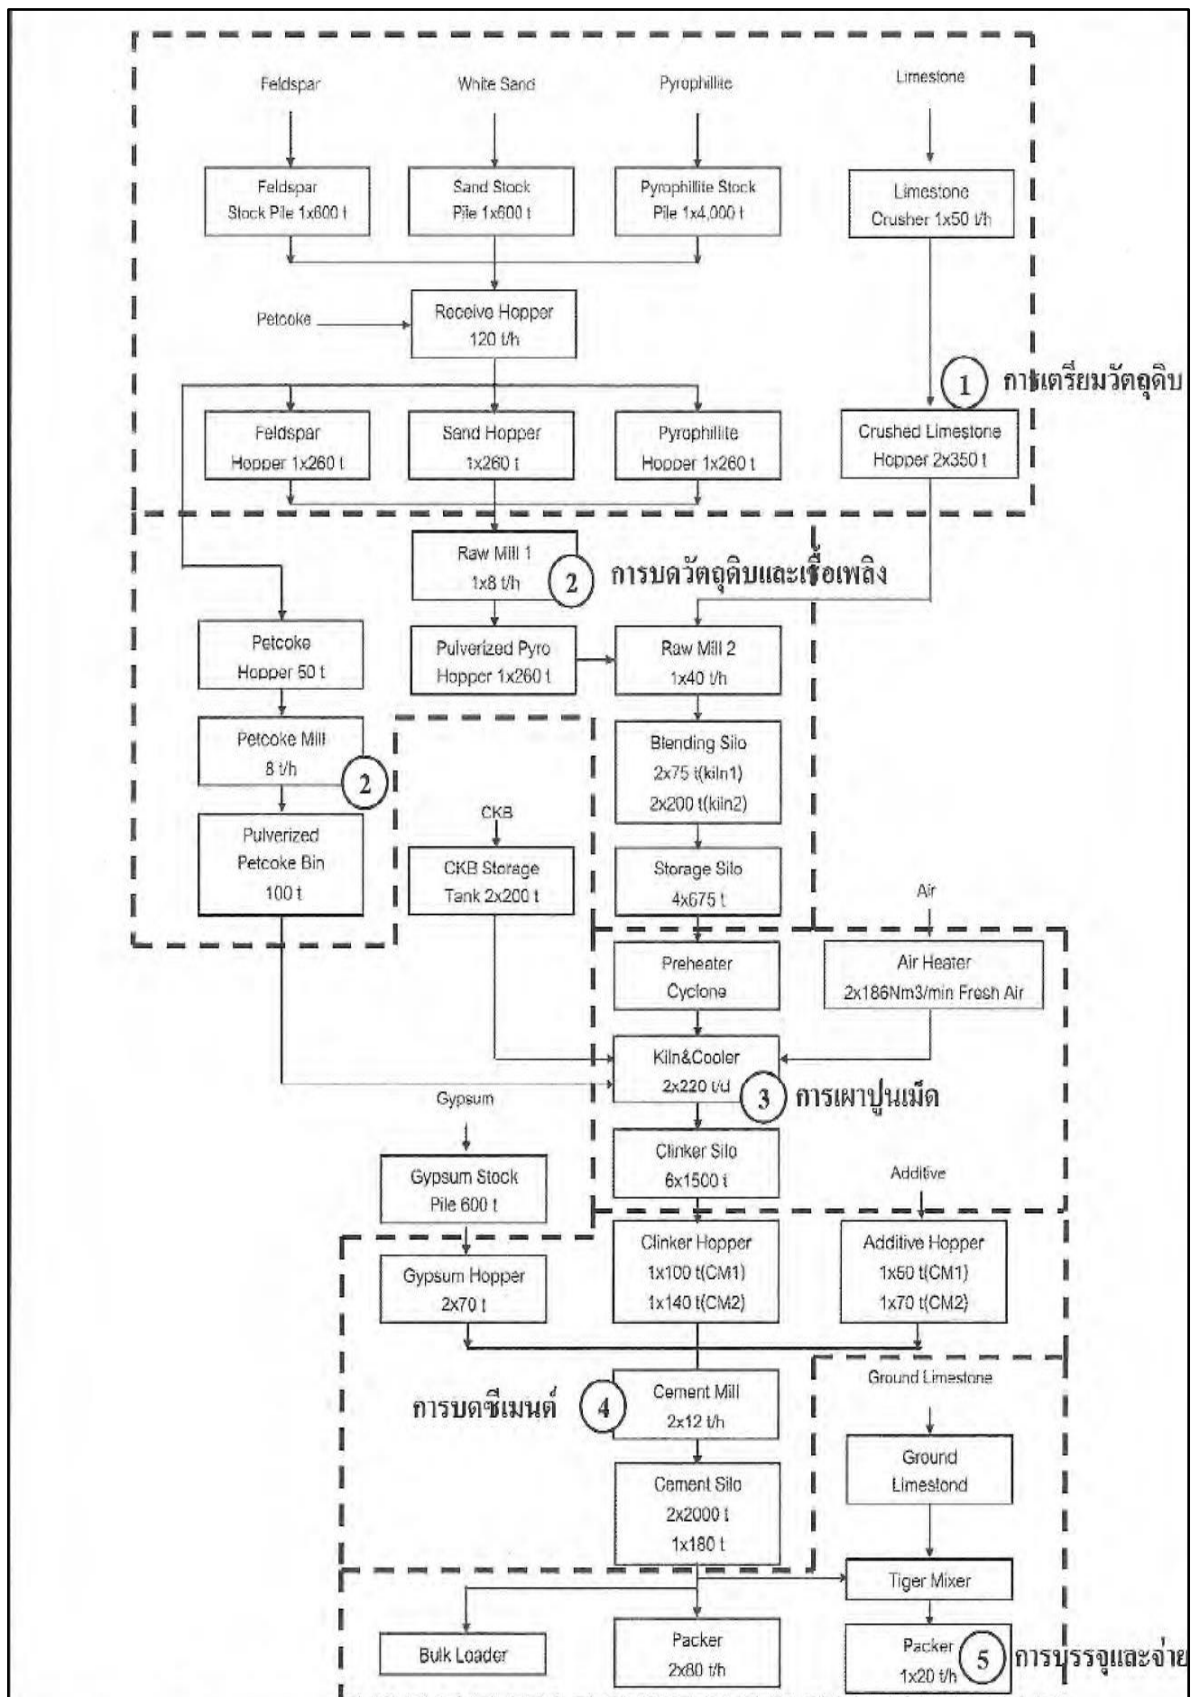 Feldspar
White Sand
Pyrophillite
Limestone
Feldspar
Stock Pile 1x600 t
Sand Stock
Pile 1x600 t
Pyrophillite Stock
Pile 1x4,000 t
Limestone
Crusher 1x50 t/h
Petcoke
Receive Hopper
120 t/h
1 การเตรียมวัตถุดิบ
Feldspar
Hopper 1x260 t
Sand Hopper
1x260 t
Pyrophillite
Hopper 1x260 t
Crushed Limestone
Hopper 2x350 t
Raw Mill 1
1x8 t/h
2 การบดวัตถุดิบและเชื้อเพลิง
Petcoke
Hopper 50 t
Pulverized Pyro
Hopper 1x260 t
Raw Mill 2
1x40 t/h
Petcoke Mill
8 t/h
2
Blending Silo
2x75 t(kiln1)
2x200 t(kiln2)
Pulverized
Petcoke Bin
100 t
CKB
CKB Storage
Tank 2x200 t
Storage Silo
4x675 t
Air
Preheater
Cyclone
Air Heater
2x186Nm3/min Fresh Air
Kiln&Cooler
2x220 t/d
3 การเผาปูนเม็ด
Gypsum
Gypsum Stock
Pile 600 t
Clinker Silo
6x1500 t
Additive
Gypsum Hopper
2x70 t
Clinker Hopper
1x100 t(CM1)
1x140 t(CM2)
Additive Hopper
1x50 t(CM1)
1x70 t(CM2)
การบดซีเมนต์ 4
Cement Mill
2x12 t/h
Ground Limestone
Cement Silo
2x2000 t
1x180 t
Ground
Limestond
Tiger Mixer
Bulk Loader
Packer
2x80 t/h
Packer
1x20 t/h
5 การบรรจุและจ่าย